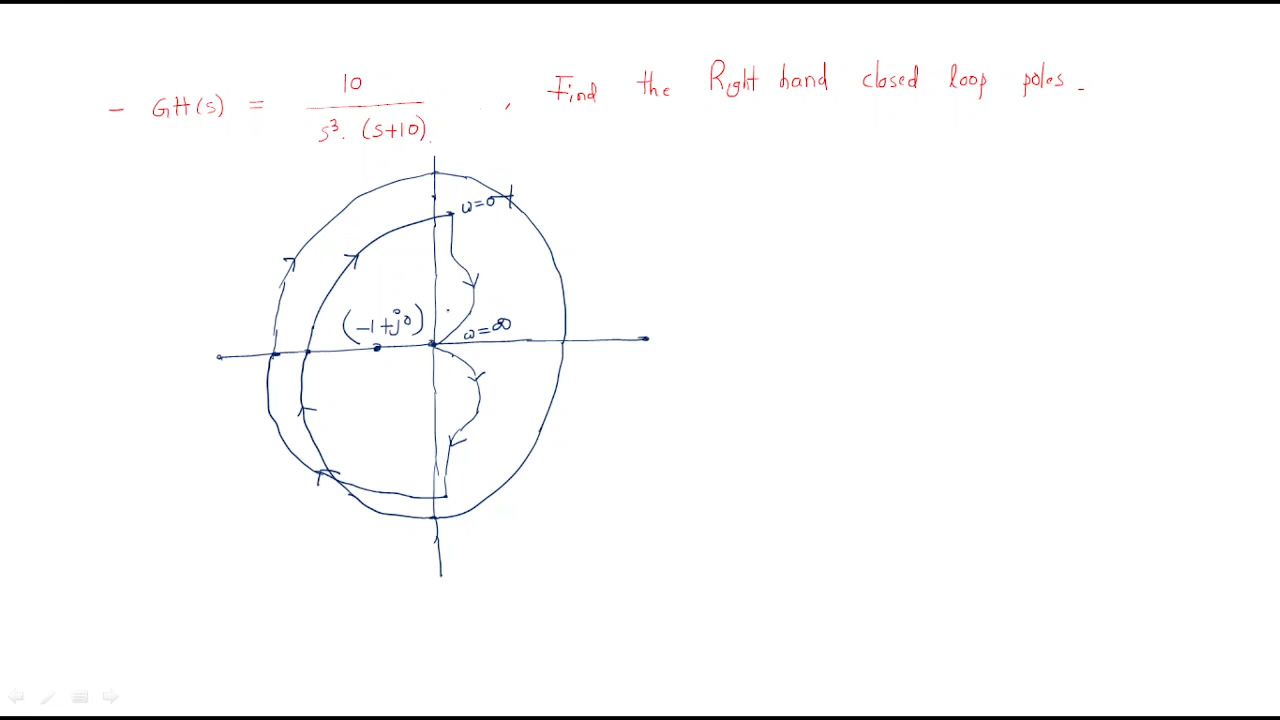 - GH(s) = 10 / s³. (s+10). , Find the Right hand closed loop poles.
ω=0+
(-1+j0)
ω=∞